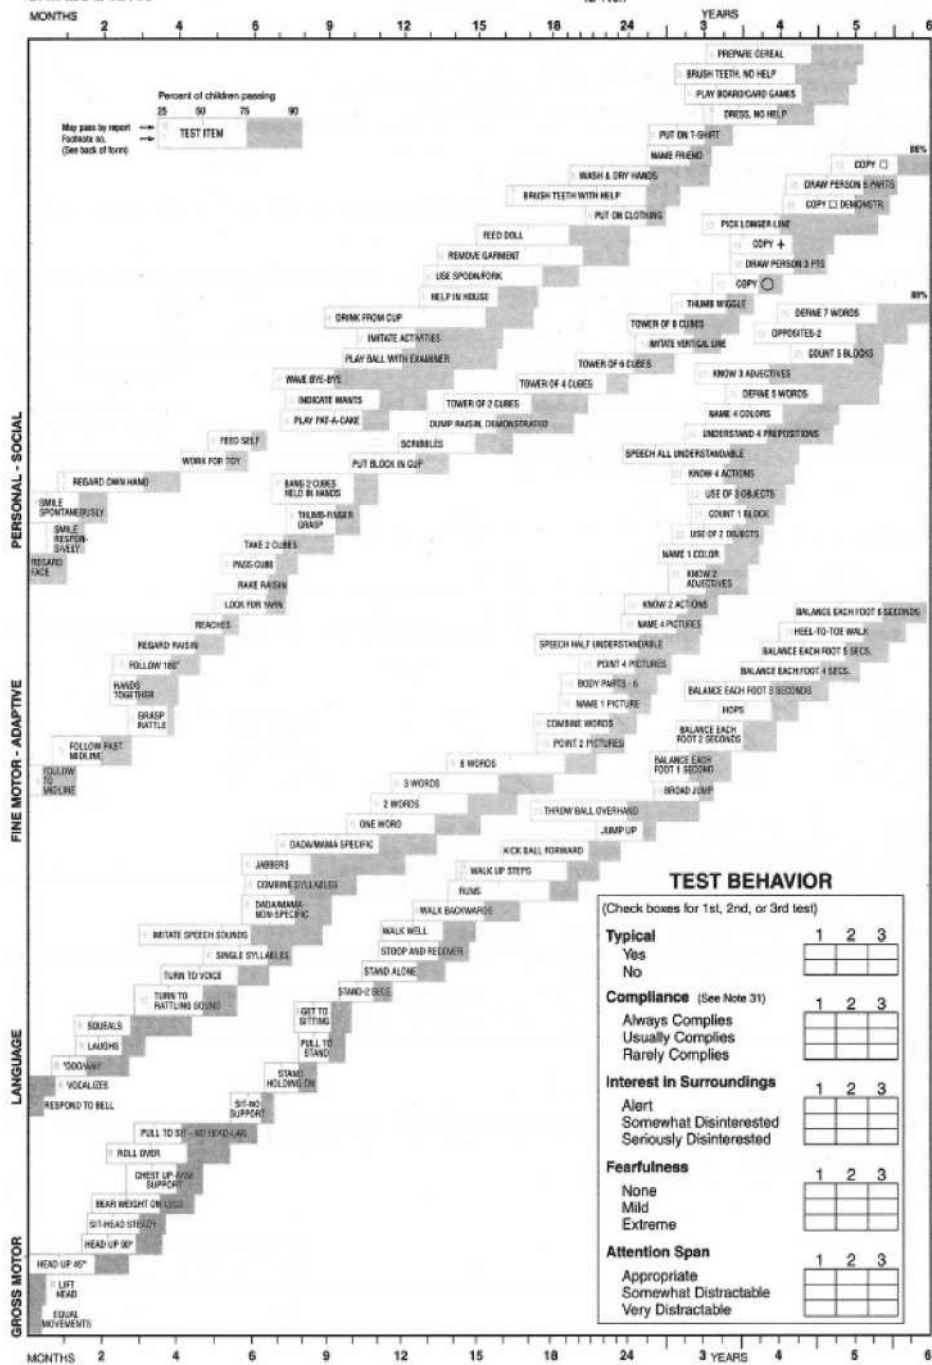 MONTHS 2 4 6 9 12 15 18 24 YEARS 3 4 5 6
PREPARE CEREAL
Percent of children passing
25 50 75 90
May pass by report
Footnote no.
(See back of form)
TEST ITEM
BRUSH TEETH, NO HELP
PLAY BOARD/CARD GAMES
DRESS, NO HELP
PUT ON T-SHIRT
NAME FRIEND
WASH & DRY HANDS
BRUSH TEETH WITH HELP
PUT ON CLOTHING
FEED DOLL
REMOVE GARMENT
USE SPOON/FORK
HELP IN HOUSE
DRINK FROM CUP
IMITATE ACTIVITIES
PLAY BALL WITH EXAMINER
WAVE BYE-BYE
INDICATE WANTS
PLAY PAT-A-CAKE
FEED SELF
WORK FOR TOY
REGARD OWN HAND
SMILE
SPONTANEOUSLY
SMILE
RESPON-
SIVELY
REGARD
FACE
PERSONAL - SOCIAL
88%
COPY □
DRAW PERSON 6 PARTS
COPY □ DEMONSTR.
PICK LONGER LINE
COPY +
DRAW PERSON 3 PTS
COPY ○
THUMB WIGGLE
TOWER OF 8 CUBES
IMITATE VERTICAL LINE
TOWER OF 6 CUBES
TOWER OF 4 CUBES
TOWER OF 2 CUBES
DUMP RAISIN, DEMONSTRATED
SCRIBBLES
PUT BLOCK IN CUP
BANG 2 CUBES
HELD IN HANDS
THUMB-FINGER
GRASP
TAKE 2 CUBES
PASS CUBE
RAKE RAISIN
LOOK FOR YARN
REACHES
REGARD RAISIN
FOLLOW 180°
HANDS
TOGETHER
GRASP
RATTLE
FOLLOW PAST
MIDLINE
FOLLOW
TO
MIDLINE
FINE MOTOR - ADAPTIVE
88%
DEFINE 7 WORDS
OPPOSITES-2
COUNT 5 BLOCKS
KNOW 3 ADJECTIVES
DEFINE 5 WORDS
NAME 4 COLORS
UNDERSTAND 4 PREPOSITIONS
SPEECH ALL UNDERSTANDABLE
KNOW 4 ACTIONS
USE OF 3 OBJECTS
COUNT 1 BLOCK
USE OF 2 OBJECTS
NAME 1 COLOR
KNOW 2
ADJECTIVES
KNOW 2 ACTIONS
NAME 4 PICTURES
SPEECH HALF UNDERSTANDABLE
POINT 4 PICTURES
BODY PARTS - 6
NAME 1 PICTURE
COMBINE WORDS
POINT 2 PICTURES
6 WORDS
3 WORDS
2 WORDS
ONE WORD
DADA/MAMA SPECIFIC
JABBERS
COMBINE SYLLABLES
DADA/MAMA
NON-SPECIFIC
IMITATE SPEECH SOUNDS
SINGLE SYLLABLES
TURN TO VOICE
TURN TO
RATTLING SOUND
SQUEALS
LAUGHS
"OOO/AAH"
VOCALIZES
RESPOND TO BELL
LANGUAGE
BALANCE EACH FOOT 6 SECONDS
HEEL-TO-TOE WALK
BALANCE EACH FOOT 5 SECS.
BALANCE EACH FOOT 4 SECS.
BALANCE EACH FOOT 3 SECONDS
HOPS
BALANCE EACH
FOOT 2 SECONDS
BALANCE EACH
FOOT 1 SECOND
BROAD JUMP
THROW BALL OVERHAND
JUMP UP
KICK BALL FORWARD
WALK UP STEPS
RUNS
WALK BACKWARDS
WALK WELL
STOOP AND RECOVER
STAND ALONE
STAND-2 SECS.
GET TO
SITTING
PULL TO
STAND
STAND
HOLDING ON
SIT-NO
SUPPORT
PULL TO SIT - NO HEAD-LAG
ROLL OVER
CHEST UP-ARM
SUPPORT
BEAR WEIGHT ON LEGS
SIT-HEAD STEADY
HEAD UP 90°
HEAD UP 45°
LIFT
HEAD
EQUAL
MOVEMENTS
GROSS MOTOR
TEST BEHAVIOR
(Check boxes for 1st, 2nd, or 3rd test)
Typical 1 2 3
Yes
No
Compliance (See Note 31) 1 2 3
Always Complies
Usually Complies
Rarely Complies
Interest in Surroundings 1 2 3
Alert
Somewhat Disinterested
Seriously Disinterested
Fearfulness 1 2 3
None
Mild
Extreme
Attention Span 1 2 3
Appropriate
Somewhat Distractable
Very Distractable
MONTHS 2 4 6 9 12 15 18 24 3 YEARS 4 5 6